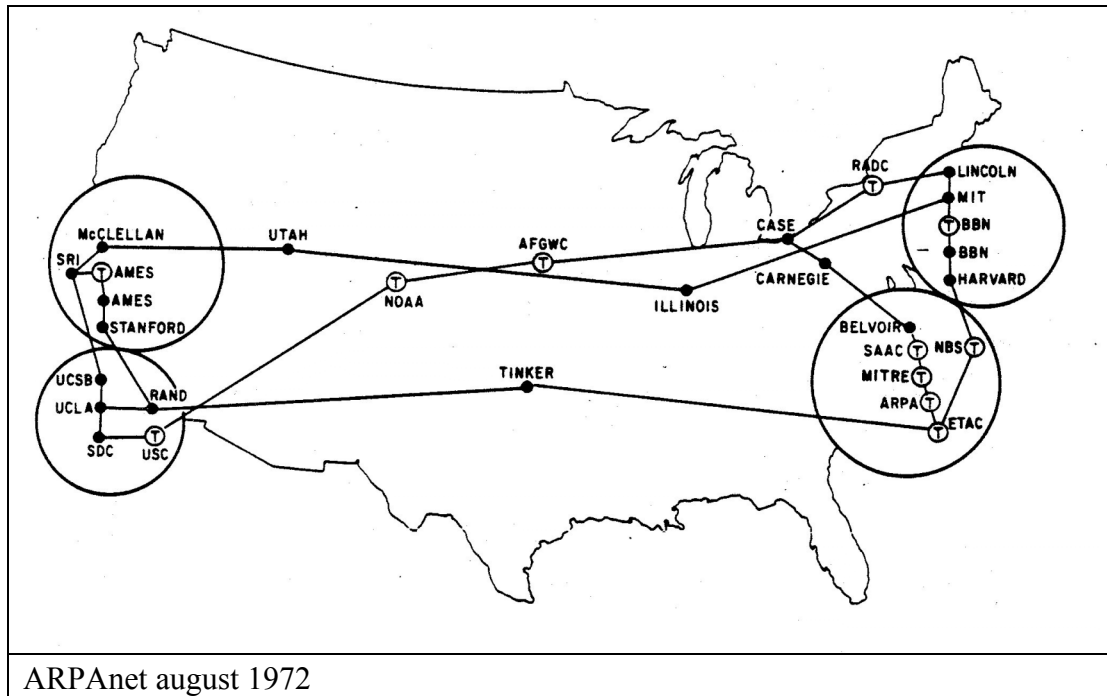 RADC
LINCOLN
MIT
T
T
BBN
McCLELLAN
UTAH
AFGWC
CASE
BBN
SRI
T
AMES
T
CARNEGIE
HARVARD
AMES
T
NOAA
ILLINOIS
STANFORD
BELVOIR
SAAC
T
NBS
T
UCSB
TINKER
MITRE
T
UCLA
RAND
ARPA
T
SDC
T
USC
T
ETAC
ARPAnet august 1972